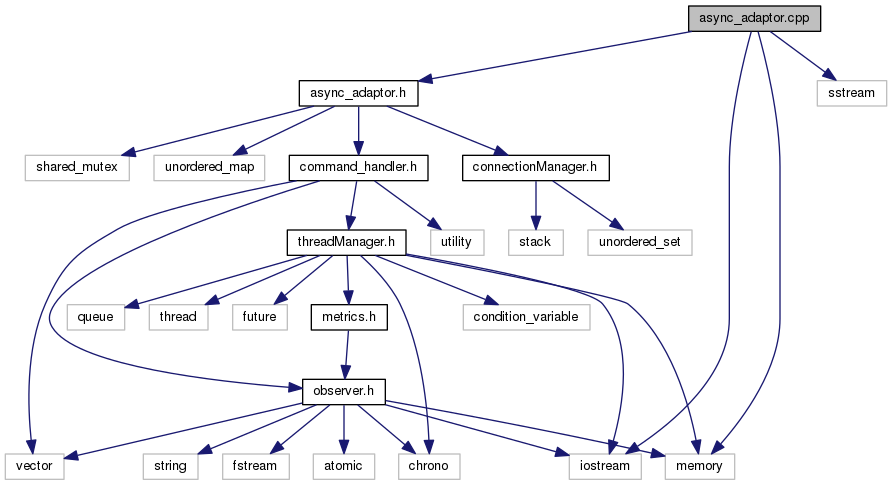 async_adaptor.cpp
async_adaptor.h
sstream
shared_mutex
unordered_map
command_handler.h
connectionManager.h
threadManager.h
utility
stack
unordered_set
queue
thread
future
metrics.h
condition_variable
observer.h
vector
string
fstream
atomic
chrono
iostream
memory